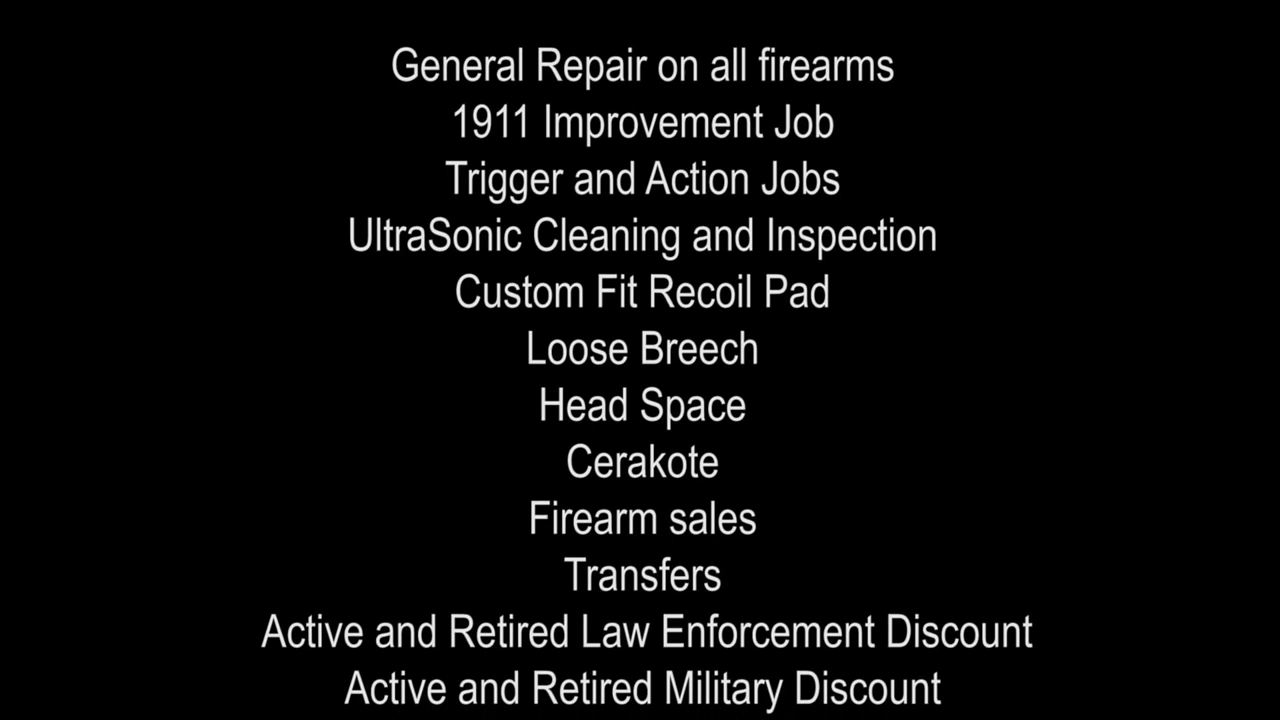 General Repair on all firearms
1911 Improvement Job
Trigger and Action Jobs
UltraSonic Cleaning and Inspection
Custom Fit Recoil Pad
Loose Breech
Head Space
Cerakote
Firearm sales
Transfers
Active and Retired Law Enforcement Discount
Active and Retired Military Discount